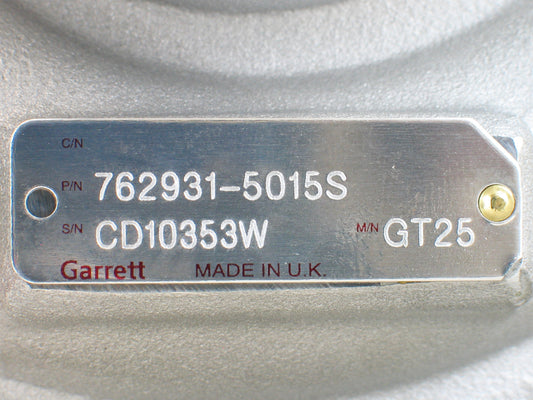 C/N
P/N 762931-5015S
S/N CD10353W M/N GT25
Garrett MADE IN U.K.